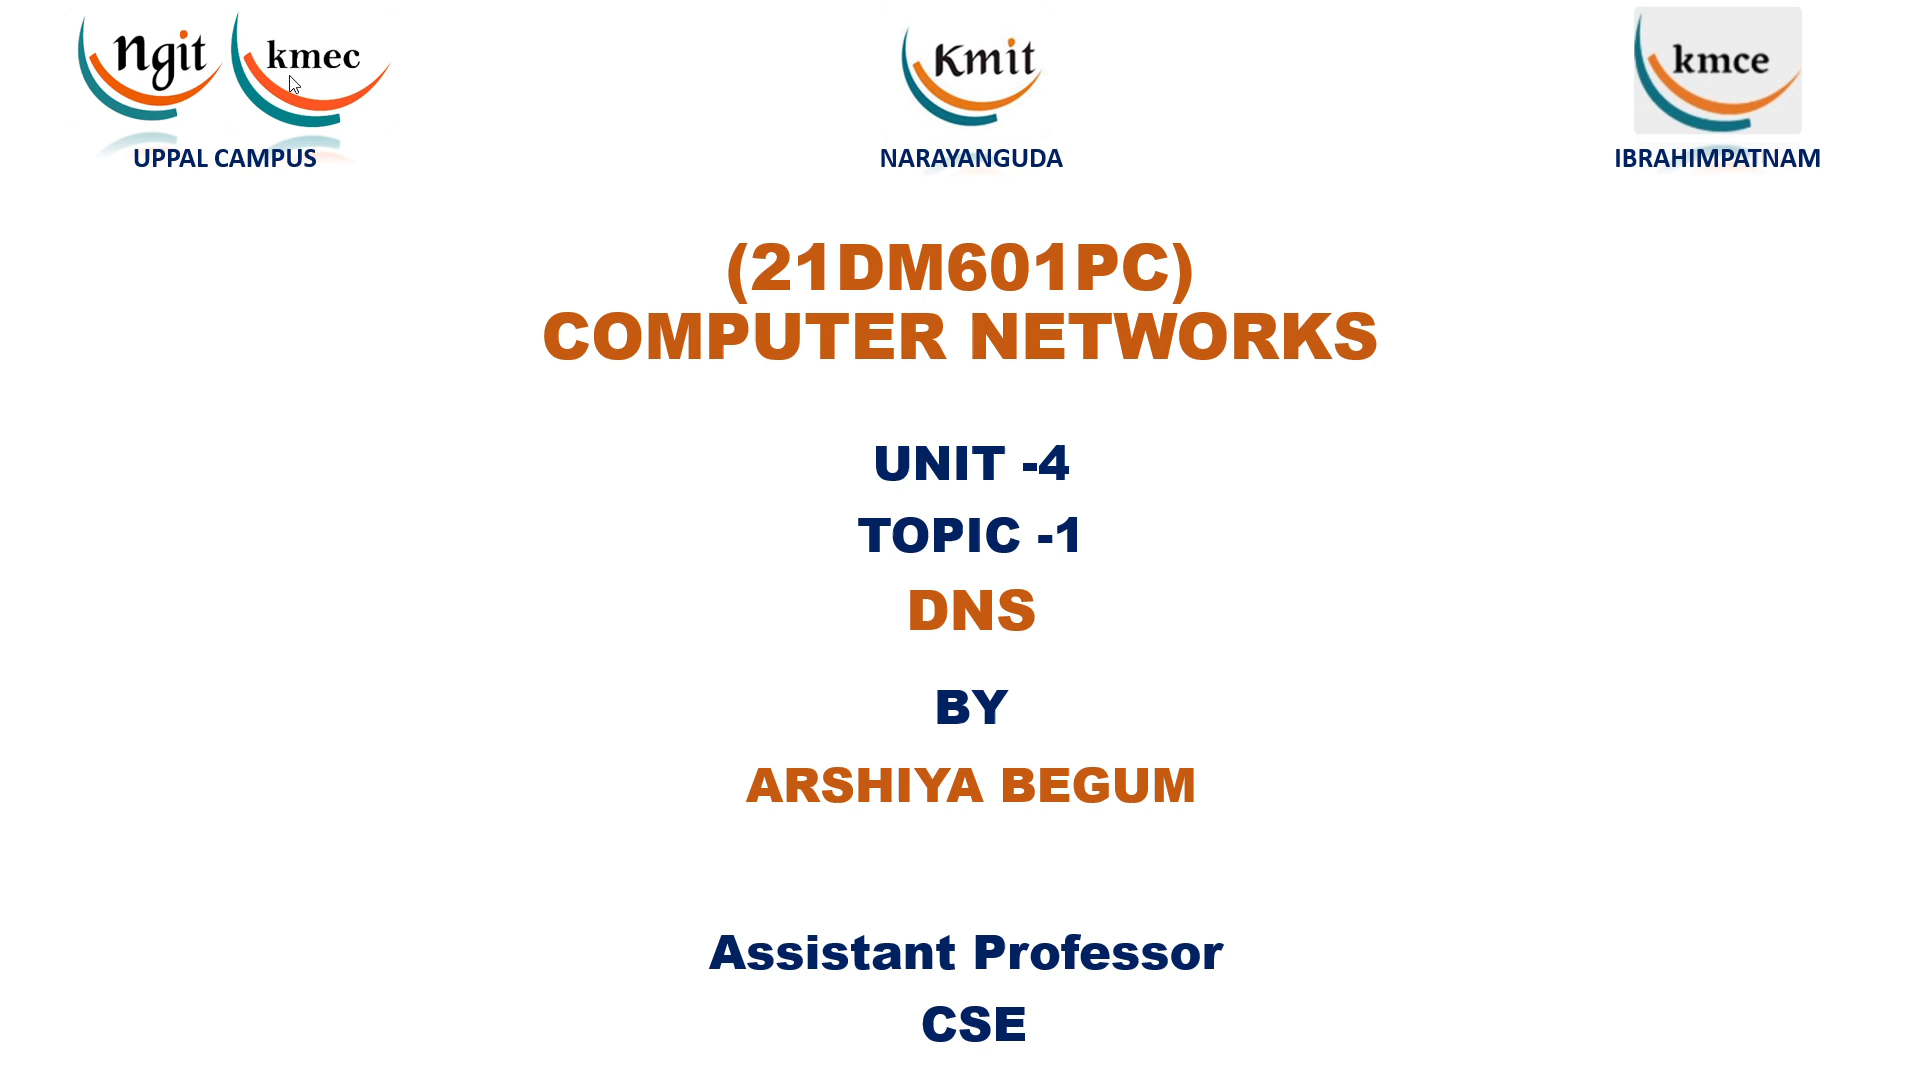 Ngit kmec Kmit kmce
UPPAL CAMPUS NARAYANGUDA IBRAHIMPATNAM
(21DM601PC)
COMPUTER NETWORKS
UNIT -4
TOPIC -1
DNS
BY
ARSHIYA BEGUM
Assistant Professor
CSE